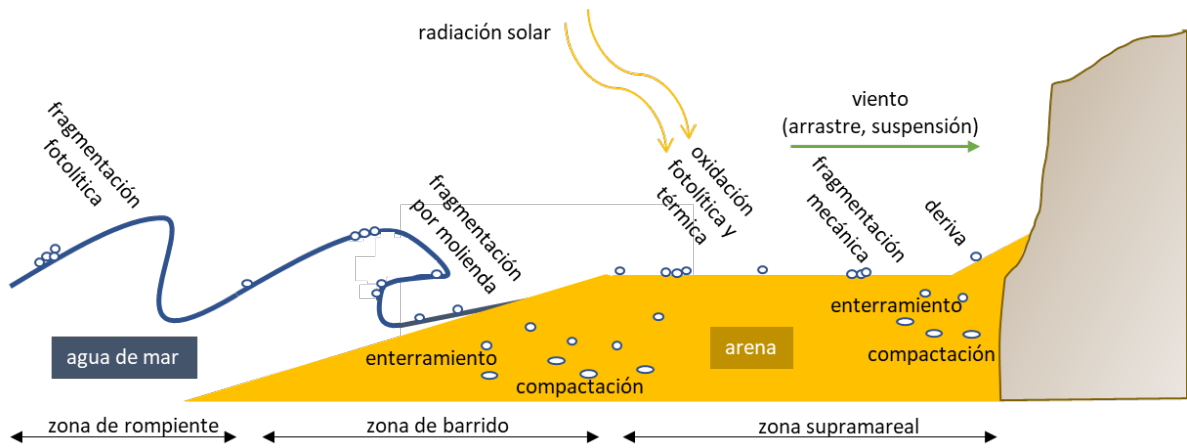 radiación solar
viento
(arrastre, suspensión)
fragmentación
fotolítica
fragmentación
por molienda
oxidación
fotolítica y
térmica
fragmentación
mecánica
deriva
agua de mar
enterramiento
compactación
arena
enterramiento
compactación
zona de rompiente
zona de barrido
zona supramareal